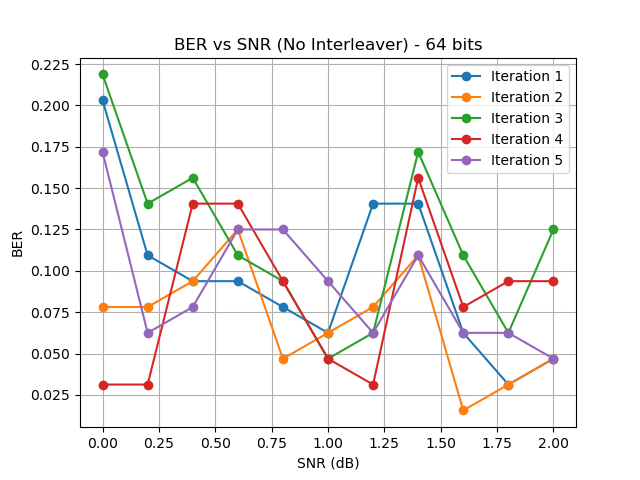 BER vs SNR (No Interleaver) - 64 bits
0.225
0.200
0.175
0.150
0.125
0.100
0.075
0.050
0.025
BER
Iteration 1
Iteration 2
Iteration 3
Iteration 4
Iteration 5
0.00 0.25 0.50 0.75 1.00 1.25 1.50 1.75 2.00
SNR (dB)